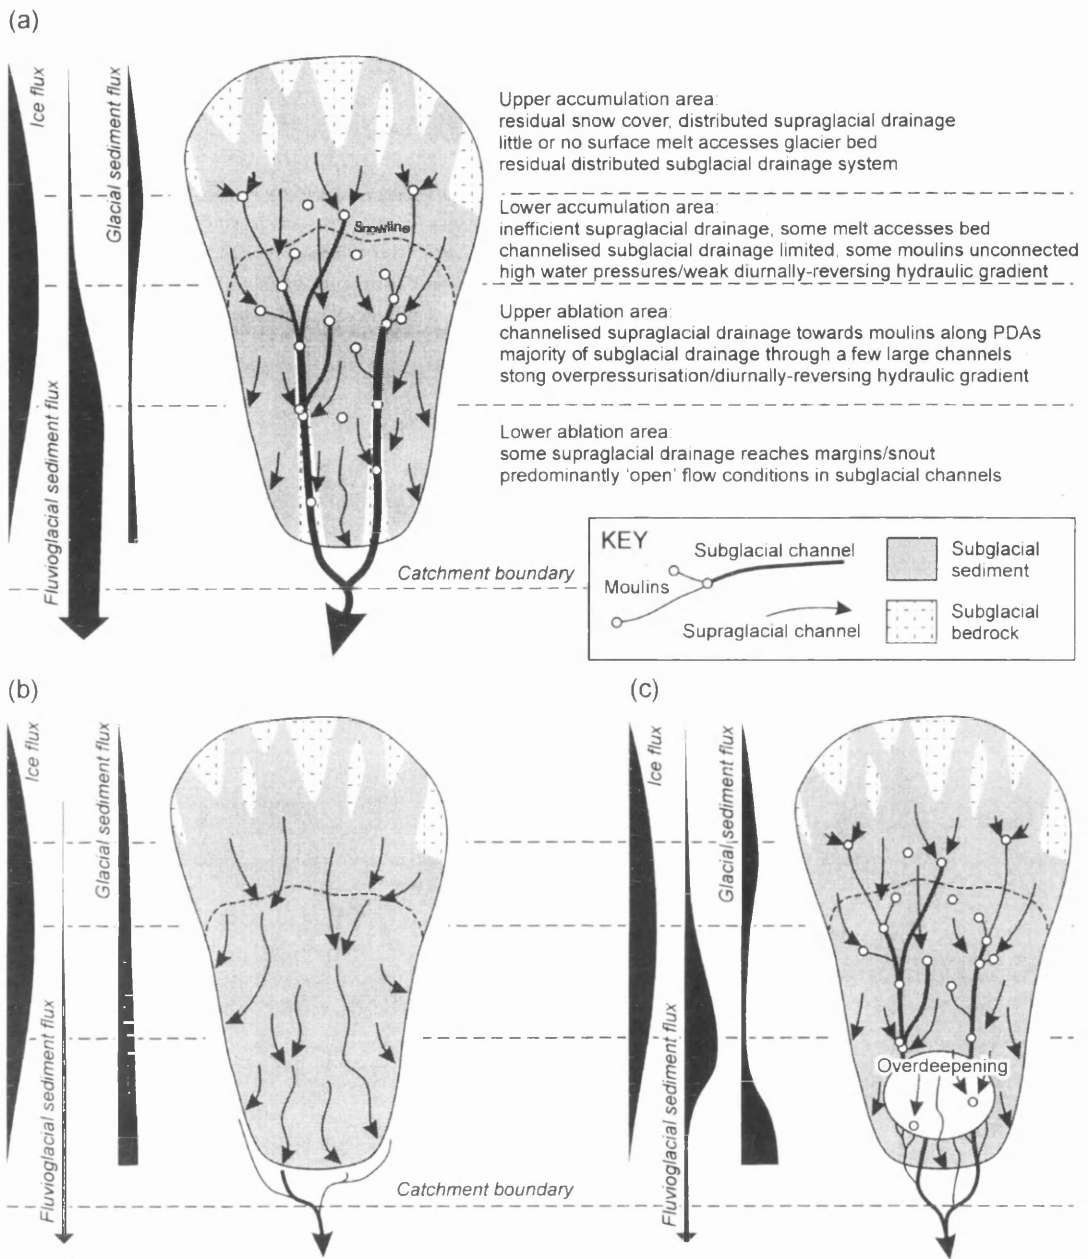 (a)
Ice flux
Fluvioglacial sediment flux
Glacial sediment flux
Snowline
Upper accumulation area:
residual snow cover, distributed supraglacial drainage
little or no surface melt accesses glacier bed
residual distributed subglacial drainage system
Lower accumulation area:
inefficient supraglacial drainage, some melt accesses bed
channelised subglacial drainage limited, some moulins unconnected
high water pressures/weak diurnally-reversing hydraulic gradient
Upper ablation area:
channelised supraglacial drainage towards moulins along PDAs
majority of subglacial drainage through a few large channels
stong overpressurisation/diurnally-reversing hydraulic gradient
Lower ablation area:
some supraglacial drainage reaches margins/snout
predominantly 'open' flow conditions in subglacial channels
Catchment boundary
KEY
Subglacial channel
Moulins
Supraglacial channel
Subglacial
sediment
Subglacial
bedrock
(b)
Ice flux
Fluvioglacial sediment flux
Glacial sediment flux
Catchment boundary
(c)
Ice flux
Fluvioglacial sediment flux
Glacial sediment flux
Overdeepening